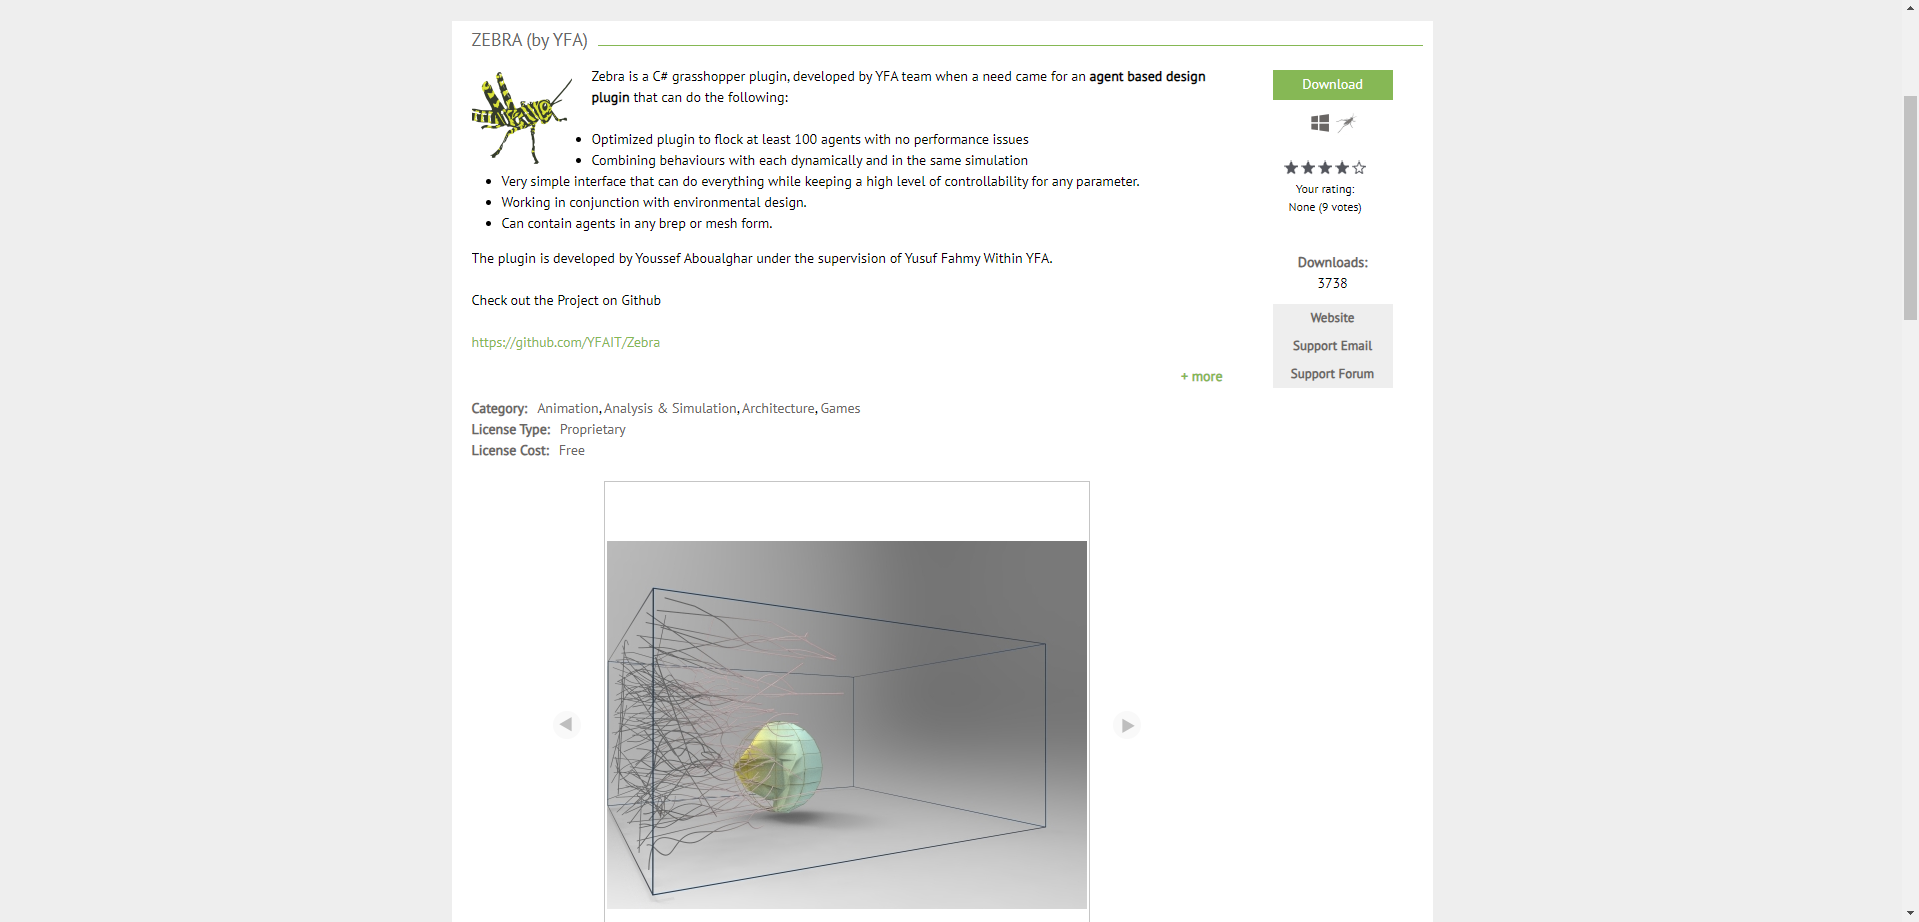 ZEBRA (by YFA)
Zebra is a C# grasshopper plugin, developed by YFA team when a need came for an agent based design
plugin that can do the following:
Optimized plugin to flock at least 100 agents with no performance issues
Combining behaviours with each dynamically and in the same simulation
Very simple interface that can do everything while keeping a high level of controllability for any parameter.
Working in conjunction with environmental design.
Can contain agents in any brep or mesh form.
The plugin is developed by Youssef Aboualghar under the supervision of Yusuf Fahmy Within YFA.
Check out the Project on Github
https://github.com/YFAIT/Zebra
+ more
Category: Animation, Analysis & Simulation, Architecture, Games
License Type: Proprietary
License Cost: Free
Download
Your rating:
None (9 votes)
Downloads:
3738
Website
Support Email
Support Forum